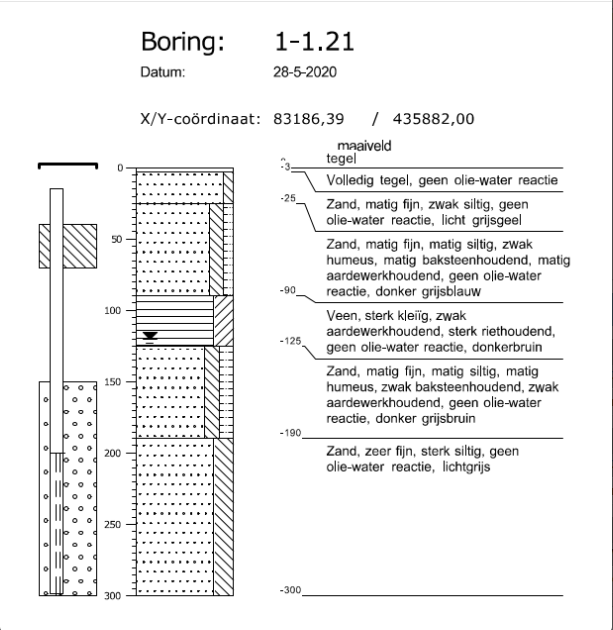 Boring: 1-1.21
Datum: 28-5-2020
X/Y-coördinaat: 83186,39 / 435882,00
maaiveld
0
tegel
-3
Volledig tegel, geen olie-water reactie
-25
Zand, matig fijn, zwak siltig, geen
olie-water reactie, licht grijsgeel
50
Zand, matig fijn, matig siltig, zwak
humeus, matig baksteenhoudend, matig
aardewerkhoudend, geen olie-water
reactie, donker grijsblauw
-90
100
Veen, sterk kleiïg, zwak
aardewerkhoudend, sterk riethoudend,
geen olie-water reactie, donkerbruin
-125
Zand, matig fijn, matig siltig, matig
humeus, zwak baksteenhoudend, zwak
aardewerkhoudend, geen olie-water
reactie, donker grijsbruin
150
-190
200
Zand, zeer fijn, sterk siltig, geen
olie-water reactie, lichtgrijs
250
300
-300